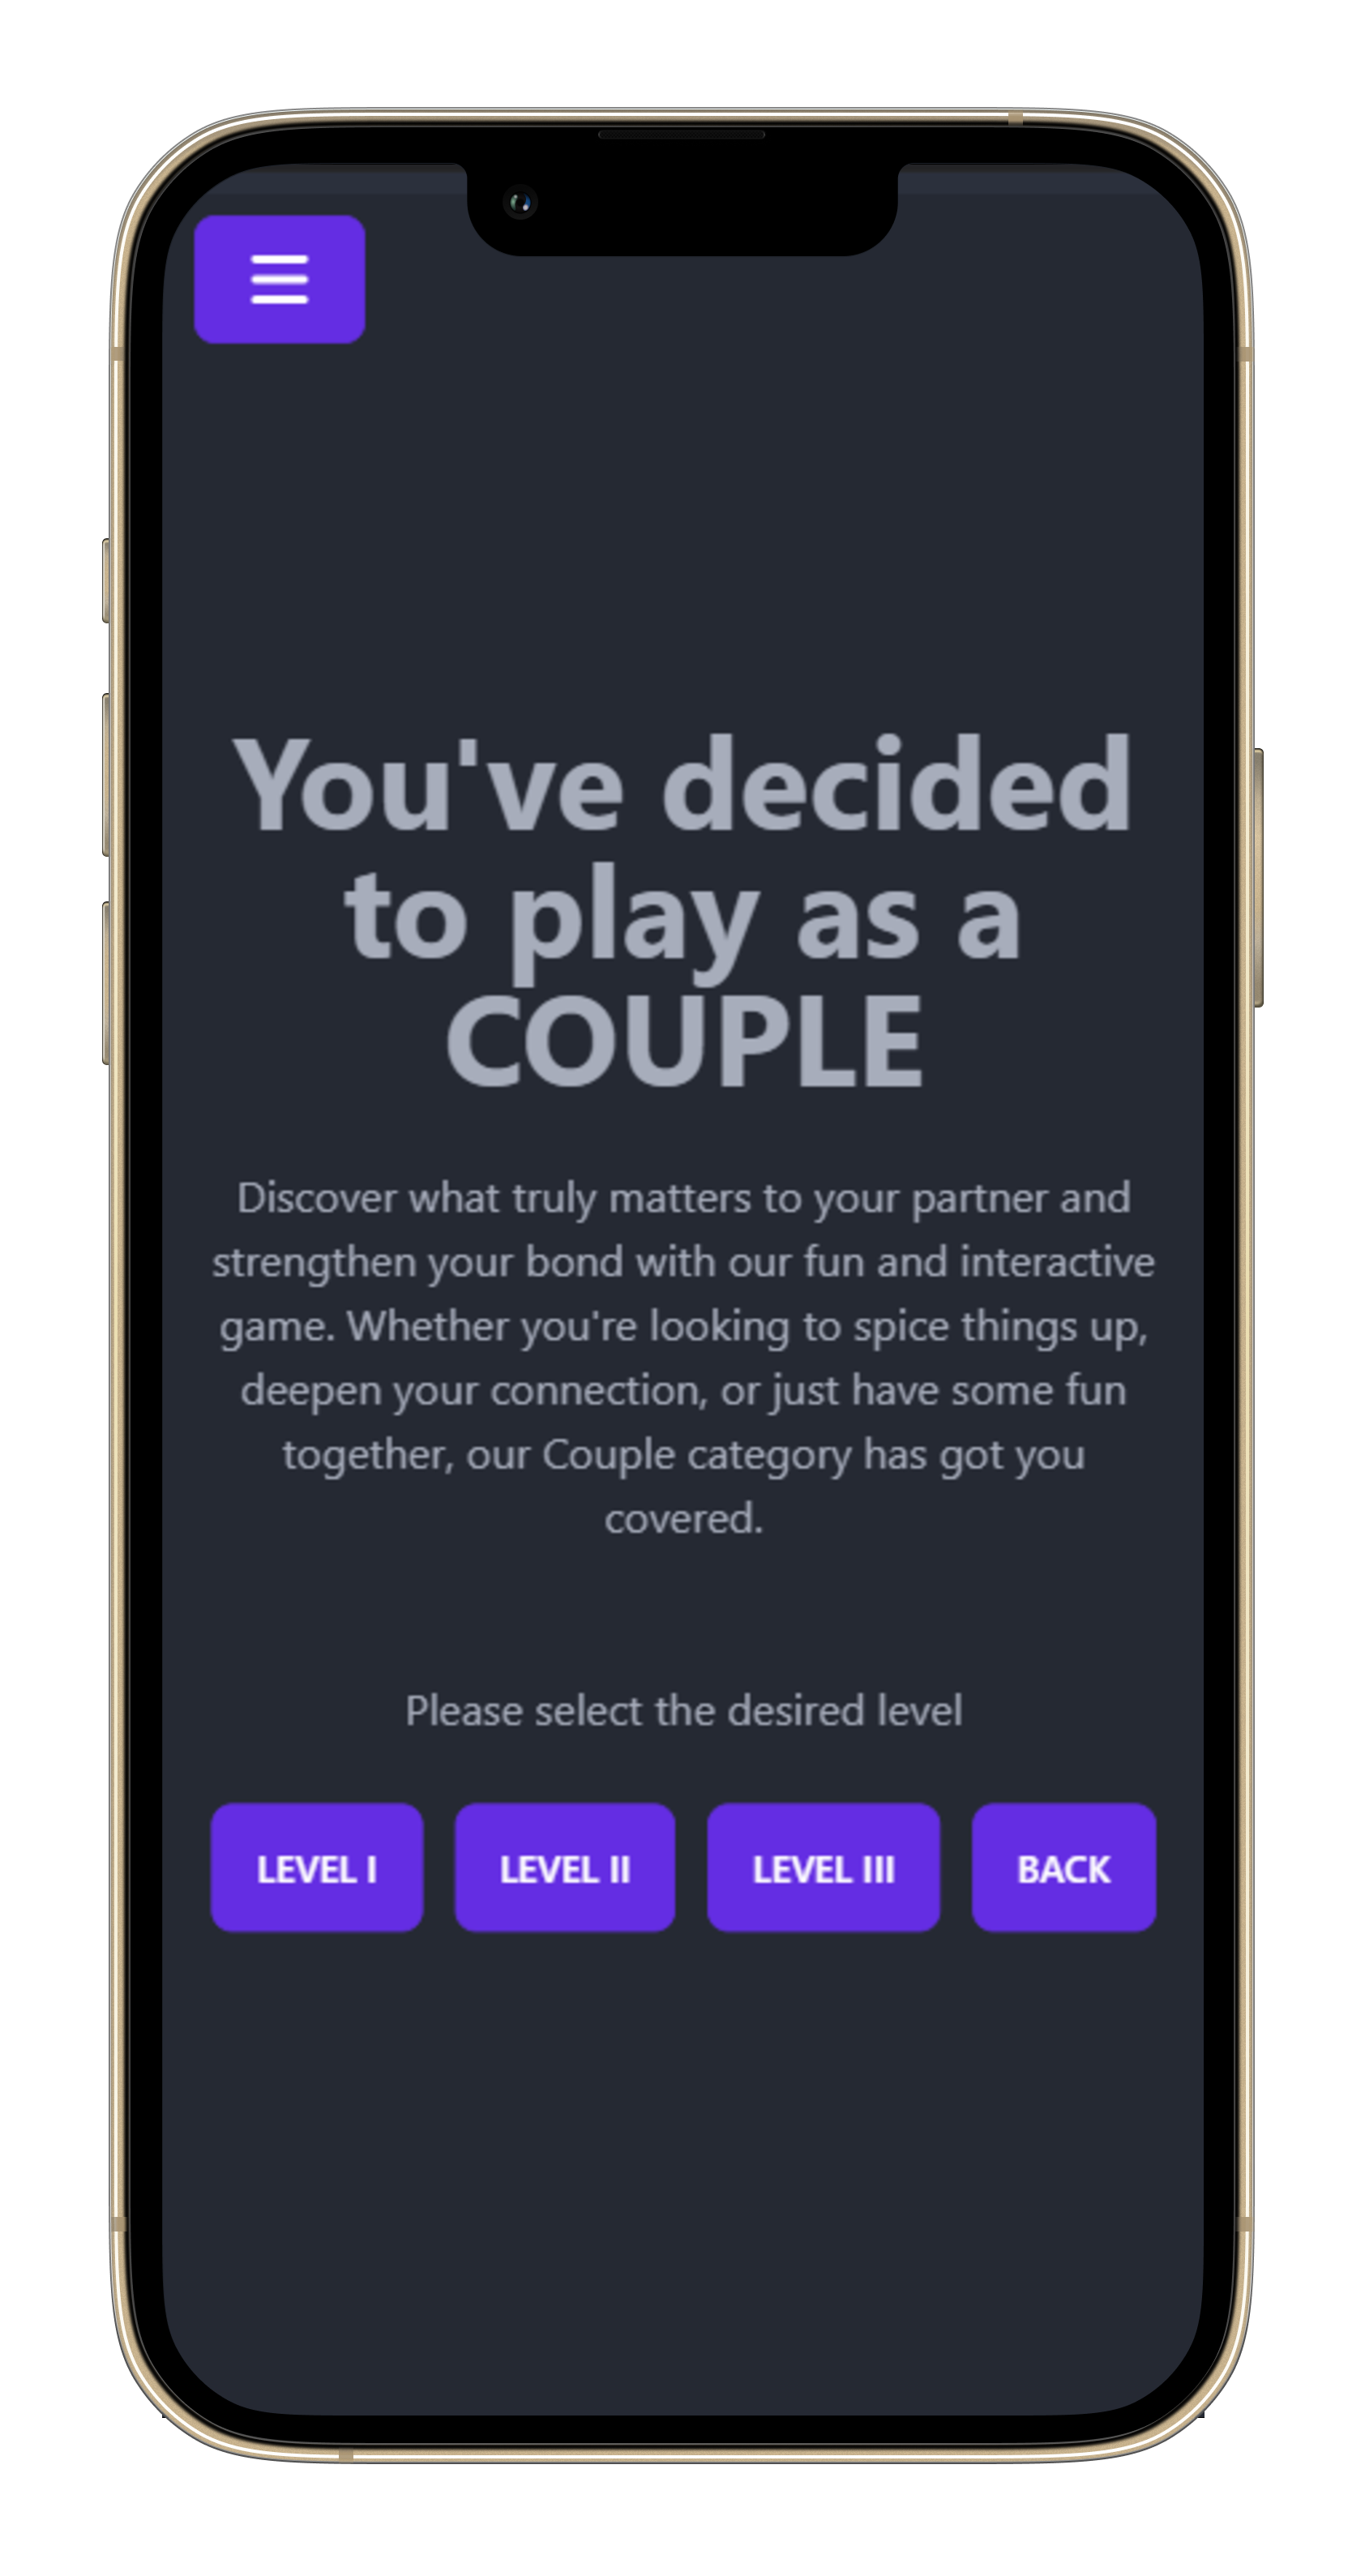 You've decided
to play as a
COUPLE
Discover what truly matters to your partner and
strengthen your bond with our fun and interactive
game. Whether you're looking to spice things up,
deepen your connection, or just have some fun
together, our Couple category has got you
covered.
Please select the desired level
LEVEL I LEVEL II LEVEL III BACK